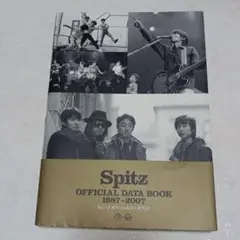 Spitz
OFFICIAL DATA BOOK
1987-2007